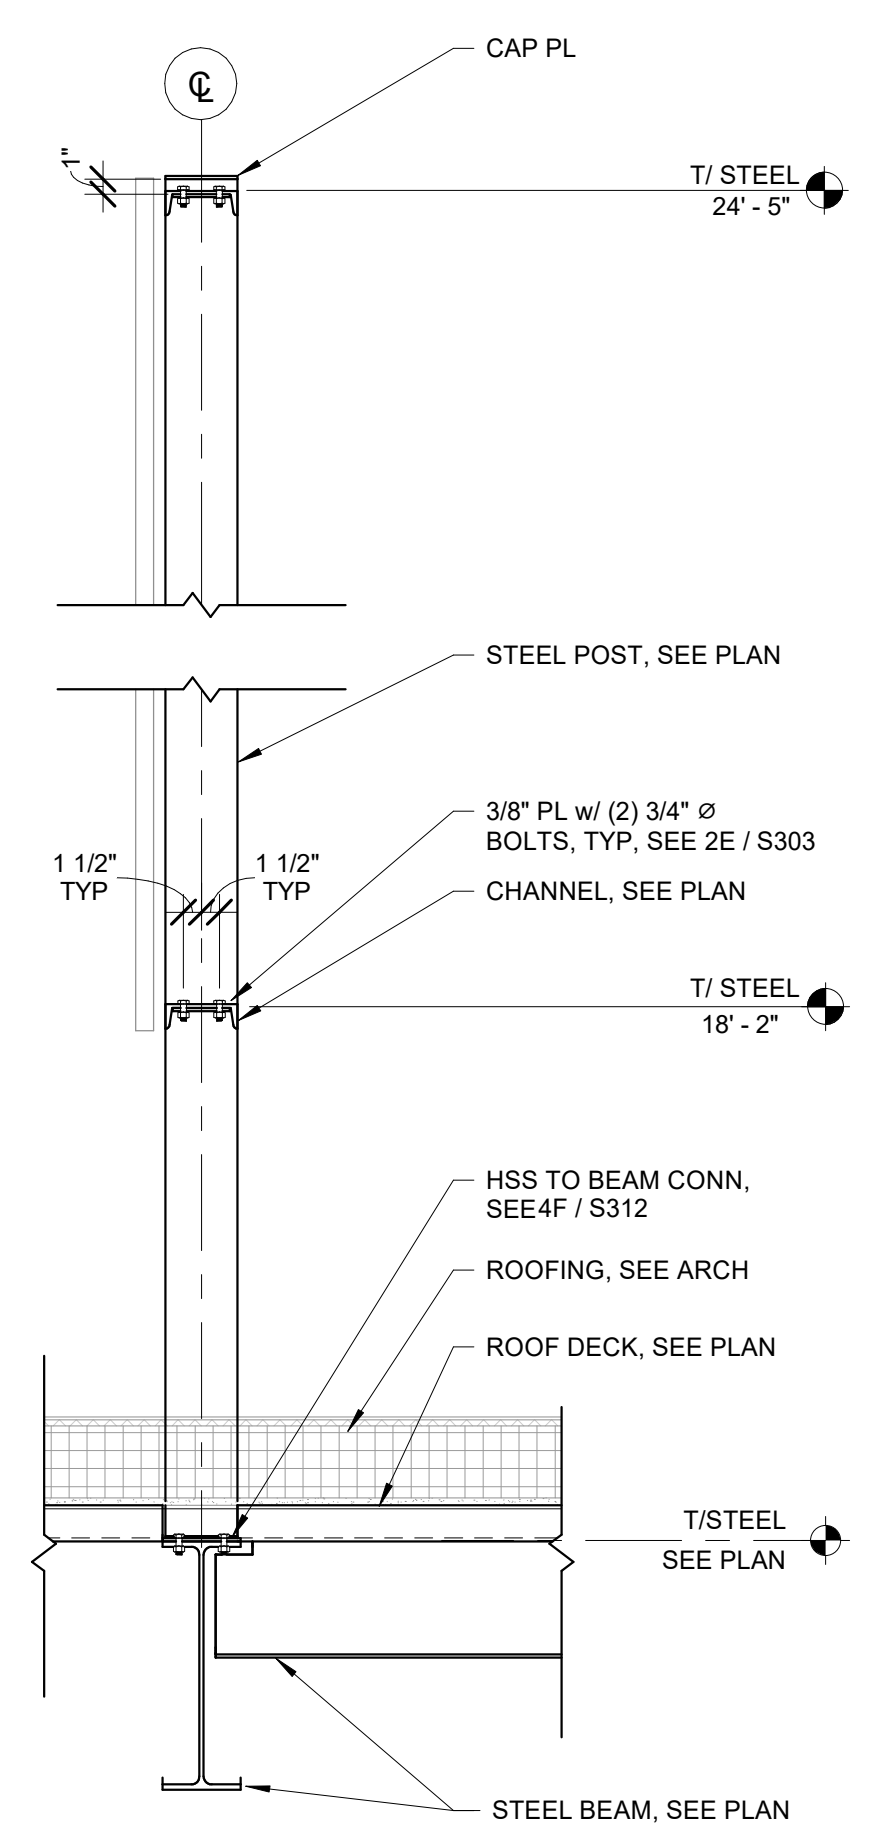 CAP PL
℄
1"
T/ STEEL
24' - 5"
STEEL POST, SEE PLAN
3/8" PL w/ (2) 3/4" Ø
BOLTS, TYP, SEE 2E / S303
1 1/2"
TYP
1 1/2"
TYP
CHANNEL, SEE PLAN
T/ STEEL
18' - 2"
HSS TO BEAM CONN,
SEE 4F / S312
ROOFING, SEE ARCH
ROOF DECK, SEE PLAN
T/STEEL
SEE PLAN
STEEL BEAM, SEE PLAN